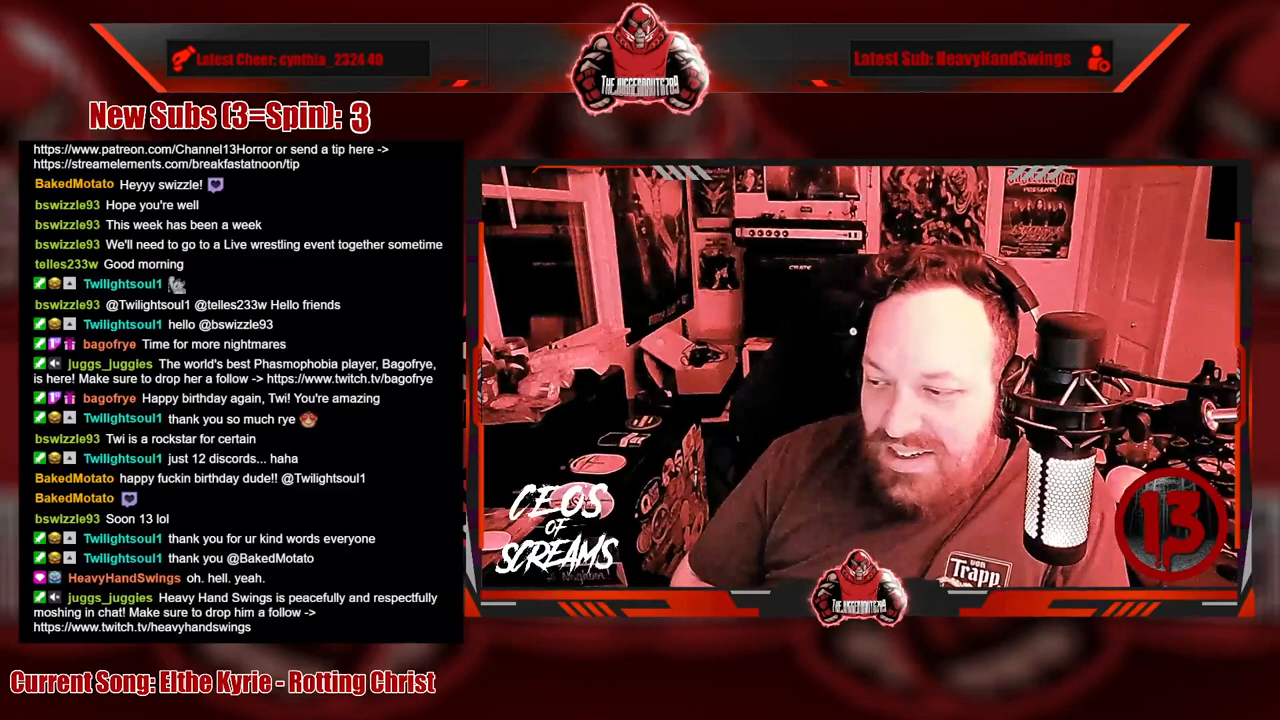 Latest Cheer: cynthia_2324 40
THEJUGGERNAUT6789
Latest Sub: HeavyHandSwings
New Subs (3=Spin): 3
https://www.patreon.com/Channel13Horror or send a tip here ->
https://streamelements.com/breakfastatnoon/tip
BakedMotato Heyyy swizzle!
bswizzle93 Hope you're well
bswizzle93 This week has been a week
bswizzle93 We'll need to go to a Live wrestling event together sometime
telles233w Good morning
Twilightsoul1
bswizzle93 @Twilightsoul1 @telles233w Hello friends
Twilightsoul1 hello @bswizzle93
bagofrye Time for more nightmares
juggs_juggies The world's best Phasmophobia player, Bagofrye,
is here! Make sure to drop her a follow -> https://www.twitch.tv/bagofrye
bagofrye Happy birthday again, Twi! You're amazing
Twilightsoul1 thank you so much rye
bswizzle93 Twi is a rockstar for certain
Twilightsoul1 just 12 discords... haha
BakedMotato happy fuckin birthday dude!! @Twilightsoul1
BakedMotato
bswizzle93 Soon 13 lol
Twilightsoul1 thank you for ur kind words everyone
Twilightsoul1 thank you @BakedMotato
HeavyHandSwings oh. hell. yeah.
juggs_juggies Heavy Hand Swings is peacefully and respectfully
moshing in chat! Make sure to drop him a follow ->
https://www.twitch.tv/heavyhandswings
Current Song: Elthe Kyrie - Rotting Christ
PRESENTS
CRATE
CEOS
OF
SCREAMS
von
Trapp
13
THEJUGGERNAUT6789